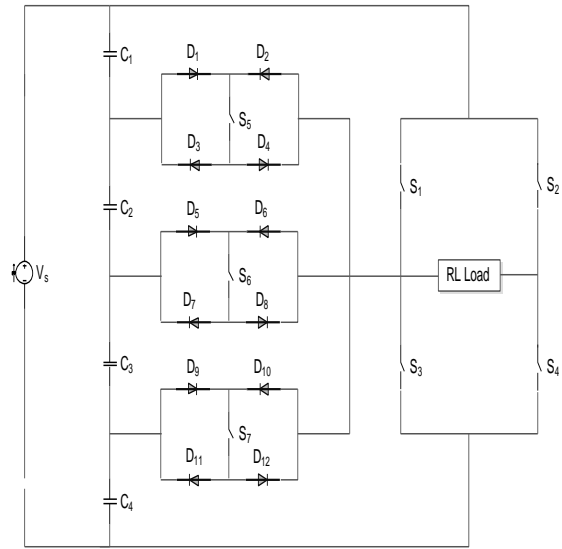 C1
D1 D2
S5
D3 D4
S1 S2
C2
D5 D6
Vs
S6
RL Load
D7 D8
C3
D9 D10
S3 S4
S7
D11 D12
C4